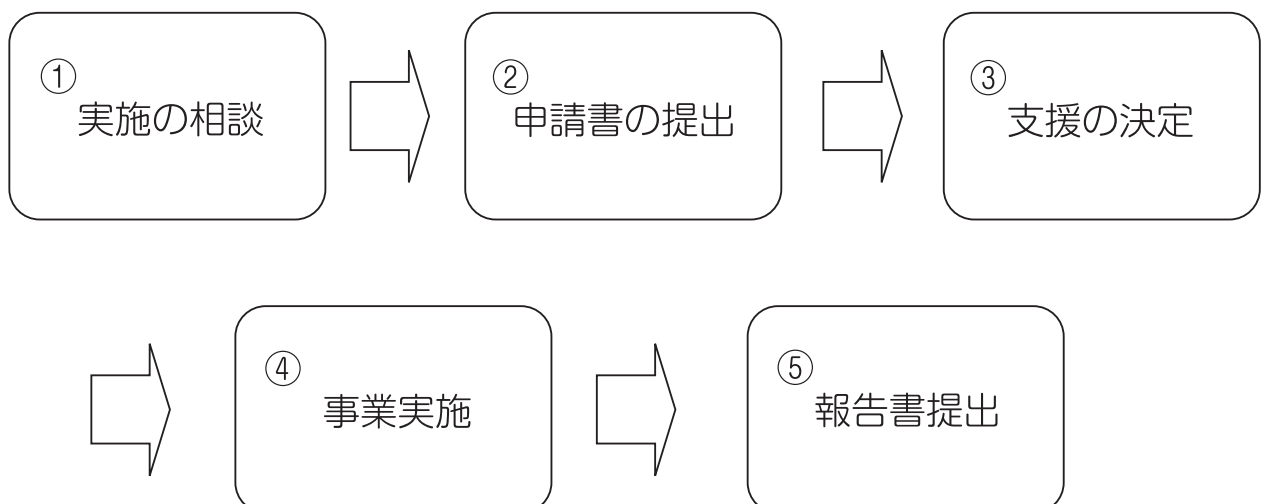 ① 実施の相談
② 申請書の提出
③ 支援の決定
④ 事業実施
⑤ 報告書提出